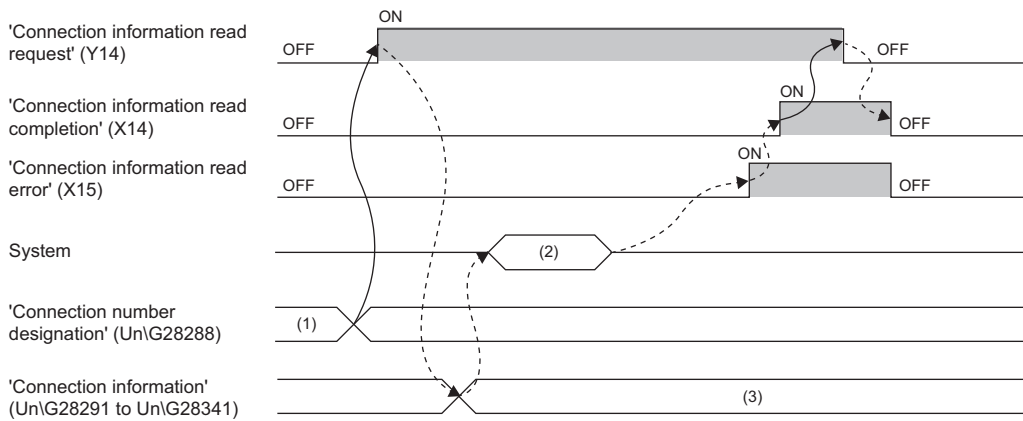 ON
'Connection information read
request' (Y14)
OFF
OFF
'Connection information read
completion' (X14)
ON
OFF
OFF
'Connection information read
error' (X15)
ON
OFF
OFF
System
(2)
'Connection number
designation' (Un\G28288)
(1)
'Connection information'
(Un\G28291 to Un\G28341)
(3)